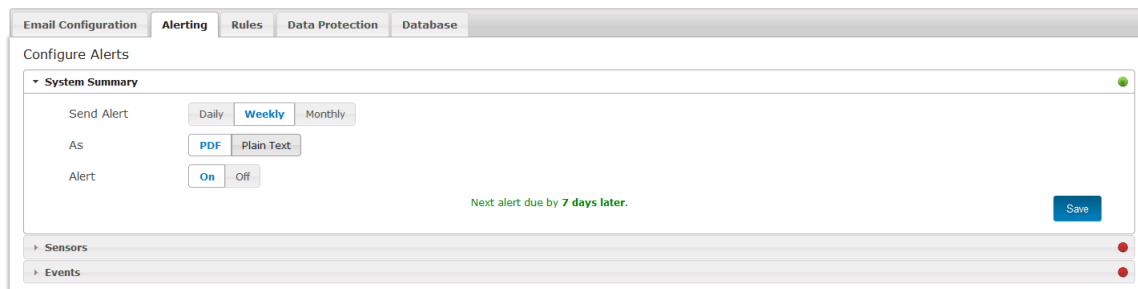 Email Configuration Alerting Rules Data Protection Database
Configure Alerts
System Summary
Send Alert Daily Weekly Monthly
As PDF Plain Text
Alert On Off
Next alert due by 7 days later.
Save
Sensors
Events